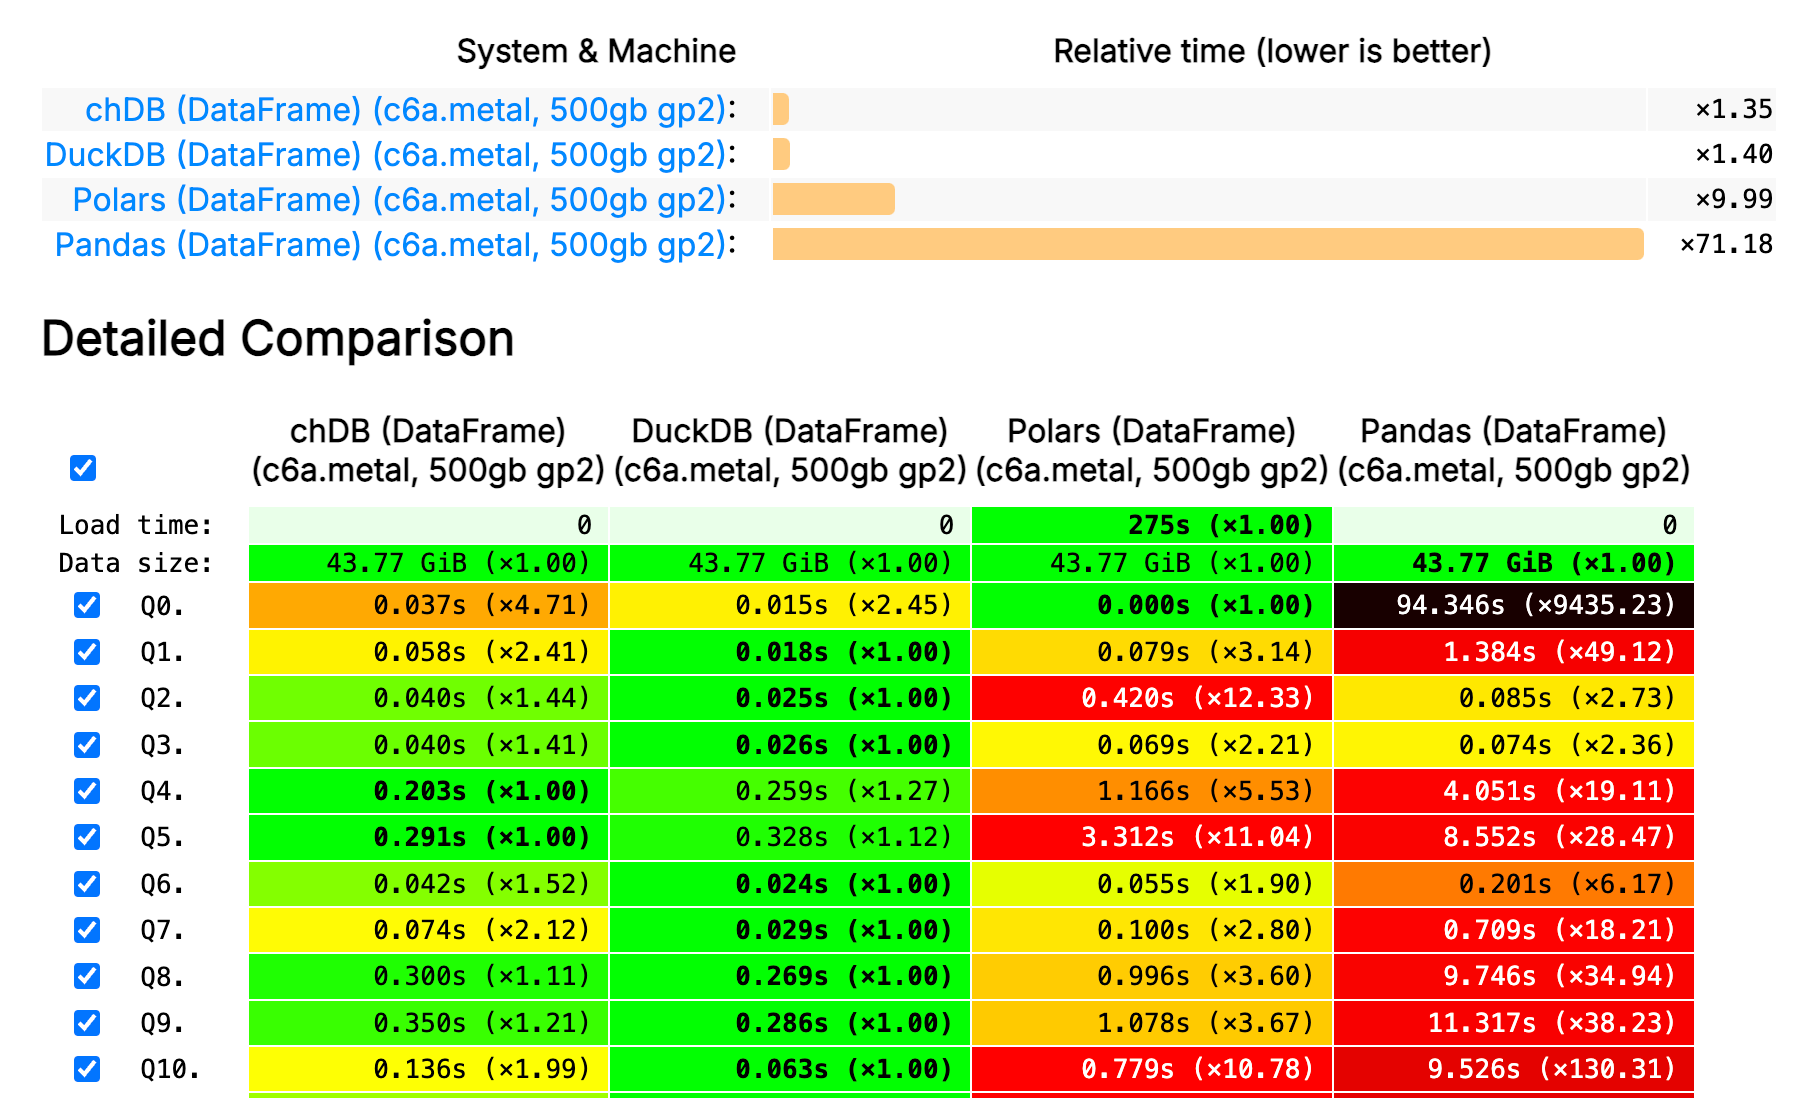 System & Machine Relative time (lower is better)
chDB (DataFrame) (c6a.metal, 500gb gp2): ×1.35
DuckDB (DataFrame) (c6a.metal, 500gb gp2): ×1.40
Polars (DataFrame) (c6a.metal, 500gb gp2): ×9.99
Pandas (DataFrame) (c6a.metal, 500gb gp2): ×71.18
Detailed Comparison
chDB (DataFrame) DuckDB (DataFrame) Polars (DataFrame) Pandas (DataFrame)
(c6a.metal, 500gb gp2) (c6a.metal, 500gb gp2) (c6a.metal, 500gb gp2) (c6a.metal, 500gb gp2)
Load time: 0 0 275s (×1.00) 0
Data size: 43.77 GiB (×1.00) 43.77 GiB (×1.00) 43.77 GiB (×1.00) 43.77 GiB (×1.00)
Q0. 0.037s (×4.71) 0.015s (×2.45) 0.000s (×1.00) 94.346s (×9435.23)
Q1. 0.058s (×2.41) 0.018s (×1.00) 0.079s (×3.14) 1.384s (×49.12)
Q2. 0.040s (×1.44) 0.025s (×1.00) 0.420s (×12.33) 0.085s (×2.73)
Q3. 0.040s (×1.41) 0.026s (×1.00) 0.069s (×2.21) 0.074s (×2.36)
Q4. 0.203s (×1.00) 0.259s (×1.27) 1.166s (×5.53) 4.051s (×19.11)
Q5. 0.291s (×1.00) 0.328s (×1.12) 3.312s (×11.04) 8.552s (×28.47)
Q6. 0.042s (×1.52) 0.024s (×1.00) 0.055s (×1.90) 0.201s (×6.17)
Q7. 0.074s (×2.12) 0.029s (×1.00) 0.100s (×2.80) 0.709s (×18.21)
Q8. 0.300s (×1.11) 0.269s (×1.00) 0.996s (×3.60) 9.746s (×34.94)
Q9. 0.350s (×1.21) 0.286s (×1.00) 1.078s (×3.67) 11.317s (×38.23)
Q10. 0.136s (×1.99) 0.063s (×1.00) 0.779s (×10.78) 9.526s (×130.31)